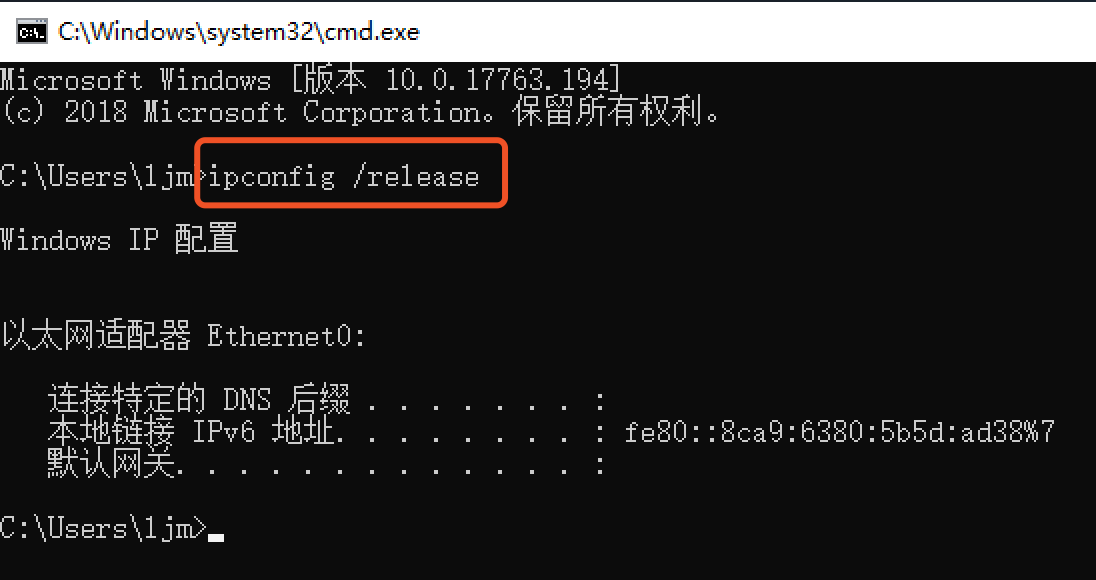 C:\Windows\system32\cmd.exe
Microsoft Windows [版本 10.0.17763.194]
(c) 2018 Microsoft Corporation。保留所有权利。
C:\Users\ljm>ipconfig /release
Windows IP 配置
以太网适配器 Ethernet0:
连接特定的 DNS 后缀 . . . . . . . :
本地链接 IPv6 地址. . . . . . . . : fe80::8ca9:6380:5b5d:ad38%7
默认网关. . . . . . . . . . . . . :
C:\Users\ljm>